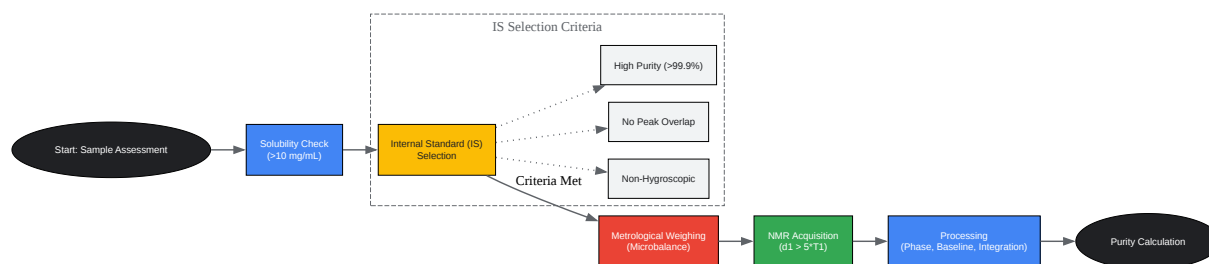 IS Selection Criteria
High Purity (>99.9%)
No Peak Overlap
Start: Sample Assessment
Solubility Check
(>10 mg/mL)
Internal Standard (IS)
Selection
Non-Hygroscopic
Criteria Met
Metrological Weighing
(Microbalance)
NMR Acquisition
(d1 > 5*T1)
Processing
(Phase, Baseline, Integration)
Purity Calculation